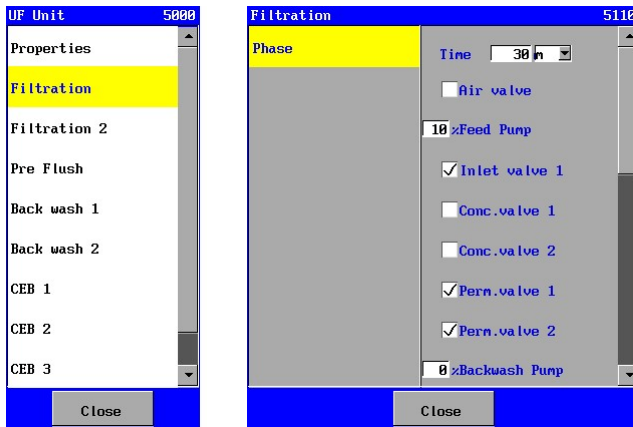 UF Unit 5000
Properties
Filtration
Filtration 2
Pre Flush
Back wash 1
Back wash 2
CEB 1
CEB 2
CEB 3
Close
Filtration 5110
Phase
Time 30 m
Air valve
10 %Feed Pump
Inlet valve 1
Conc.valve 1
Conc.valve 2
Perm.valve 1
Perm.valve 2
0 %Backwash Pump
Close